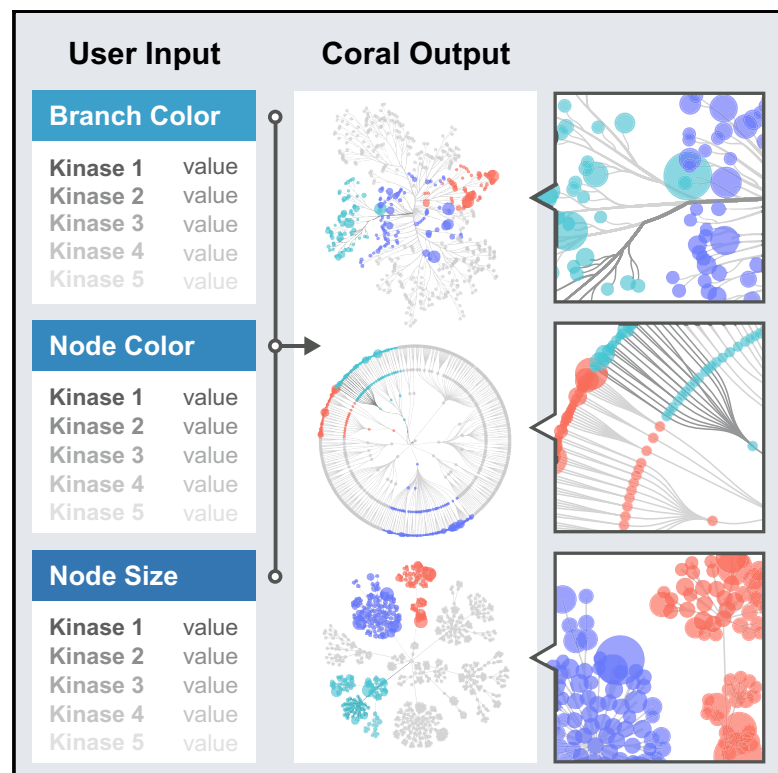 User Input
Coral Output
Branch Color
Kinase 1 value
Kinase 2 value
Kinase 3 value
Kinase 4 value
Kinase 5 value
Node Color
Kinase 1 value
Kinase 2 value
Kinase 3 value
Kinase 4 value
Kinase 5 value
Node Size
Kinase 1 value
Kinase 2 value
Kinase 3 value
Kinase 4 value
Kinase 5 value